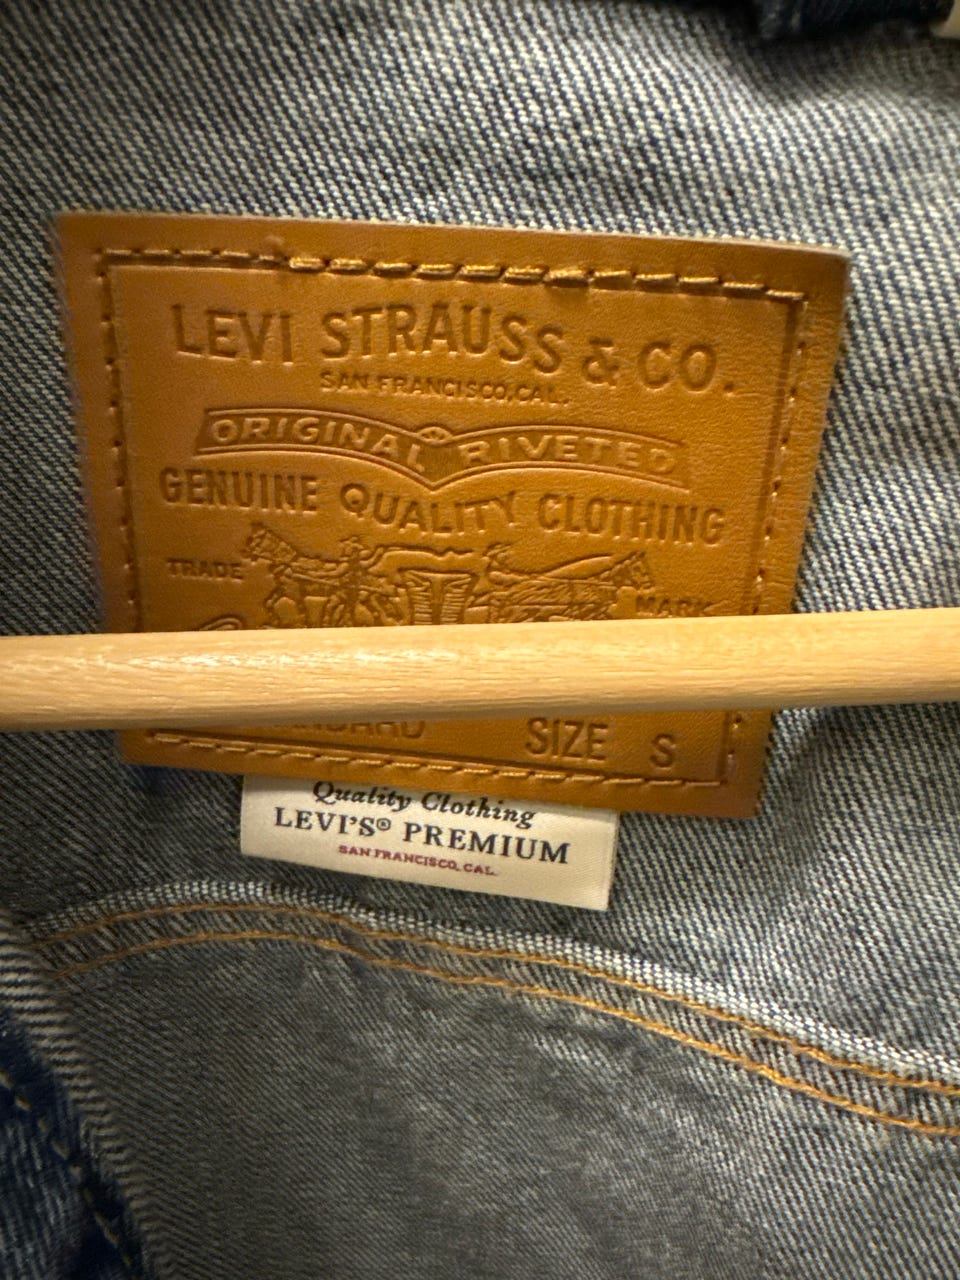 LEVI STRAUSS & CO.
SAN FRANCISCO, CAL.
ORIGINAL RIVETED
GENUINE QUALITY CLOTHING
TRADE MARK
SIZE S
Quality Clothing
LEVI'S® PREMIUM
SAN FRANCISCO, CAL.